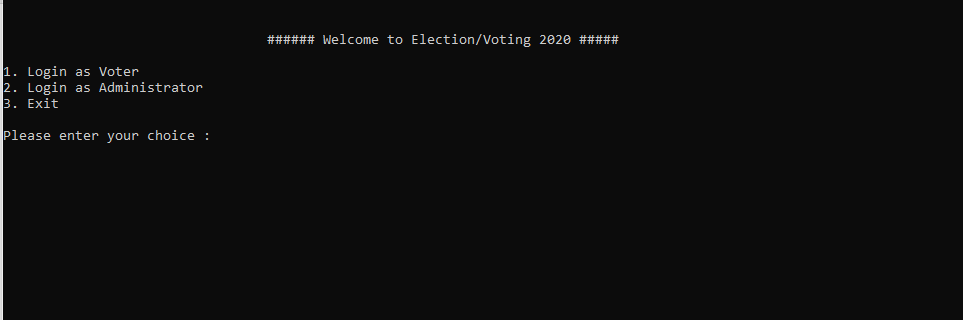 ###### Welcome to Election/Voting 2020 #####
1. Login as Voter
2. Login as Administrator
3. Exit
Please enter your choice :